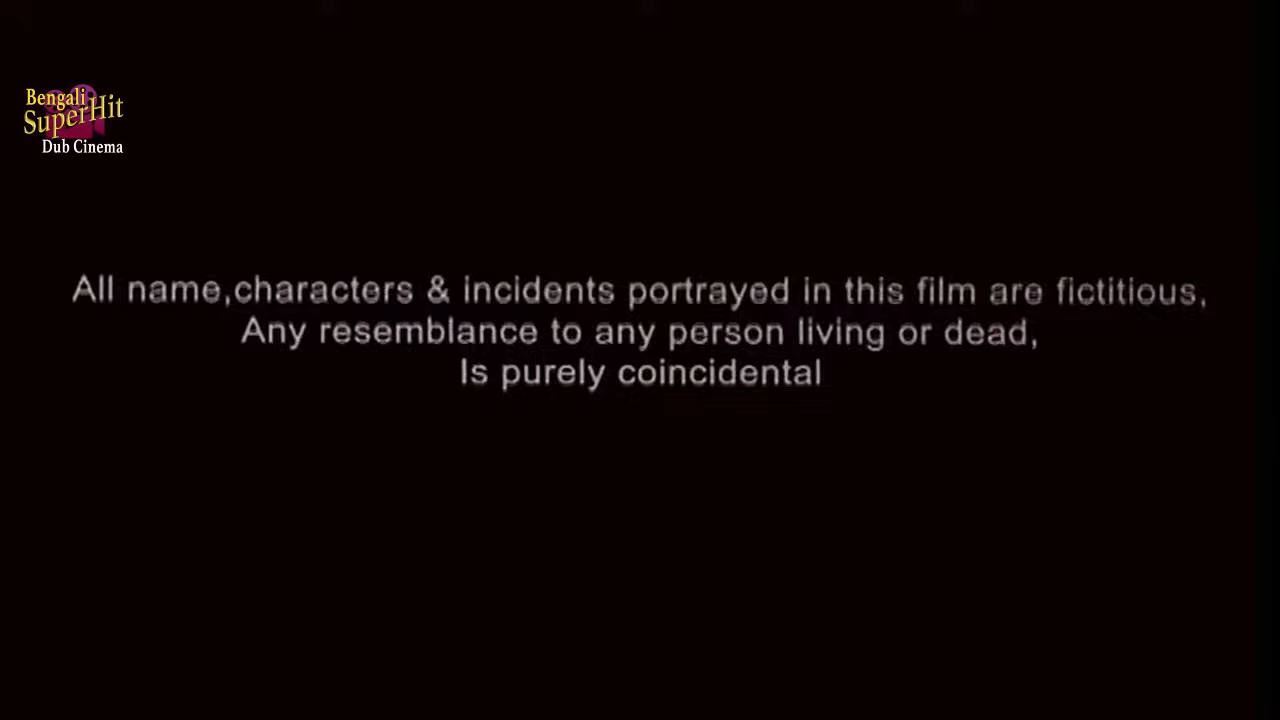 Bengali
SuperHit
Dub Cinema
All name,characters & incidents portrayed in this film are fictitious,
Any resemblance to any person living or dead,
Is purely coincidental